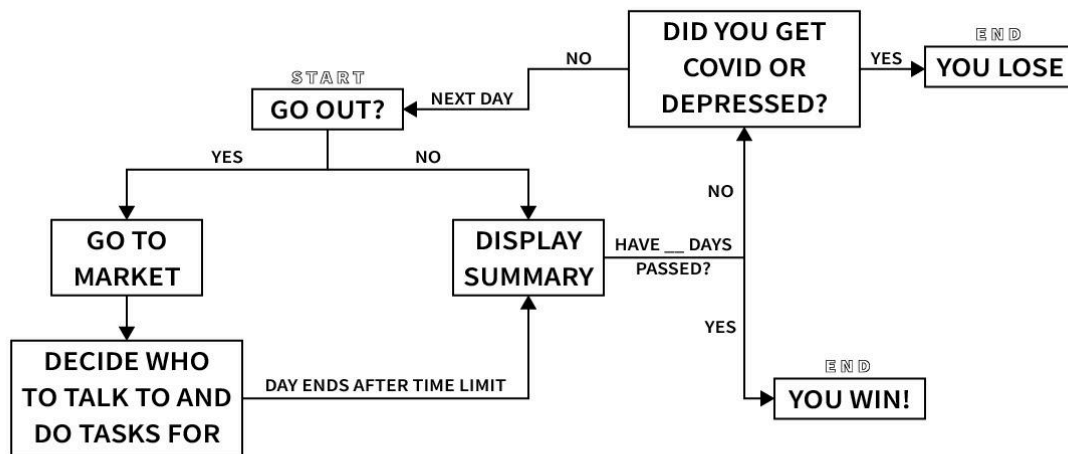 START
GO OUT?
YES
NO
GO TO
MARKET
DECIDE WHO
TO TALK TO AND
DO TASKS FOR
DAY ENDS AFTER TIME LIMIT
DISPLAY
SUMMARY
HAVE __ DAYS
PASSED?
NO
YES
END
YOU WIN!
DID YOU GET
COVID OR
DEPRESSED?
NO
NEXT DAY
YES
END
YOU LOSE